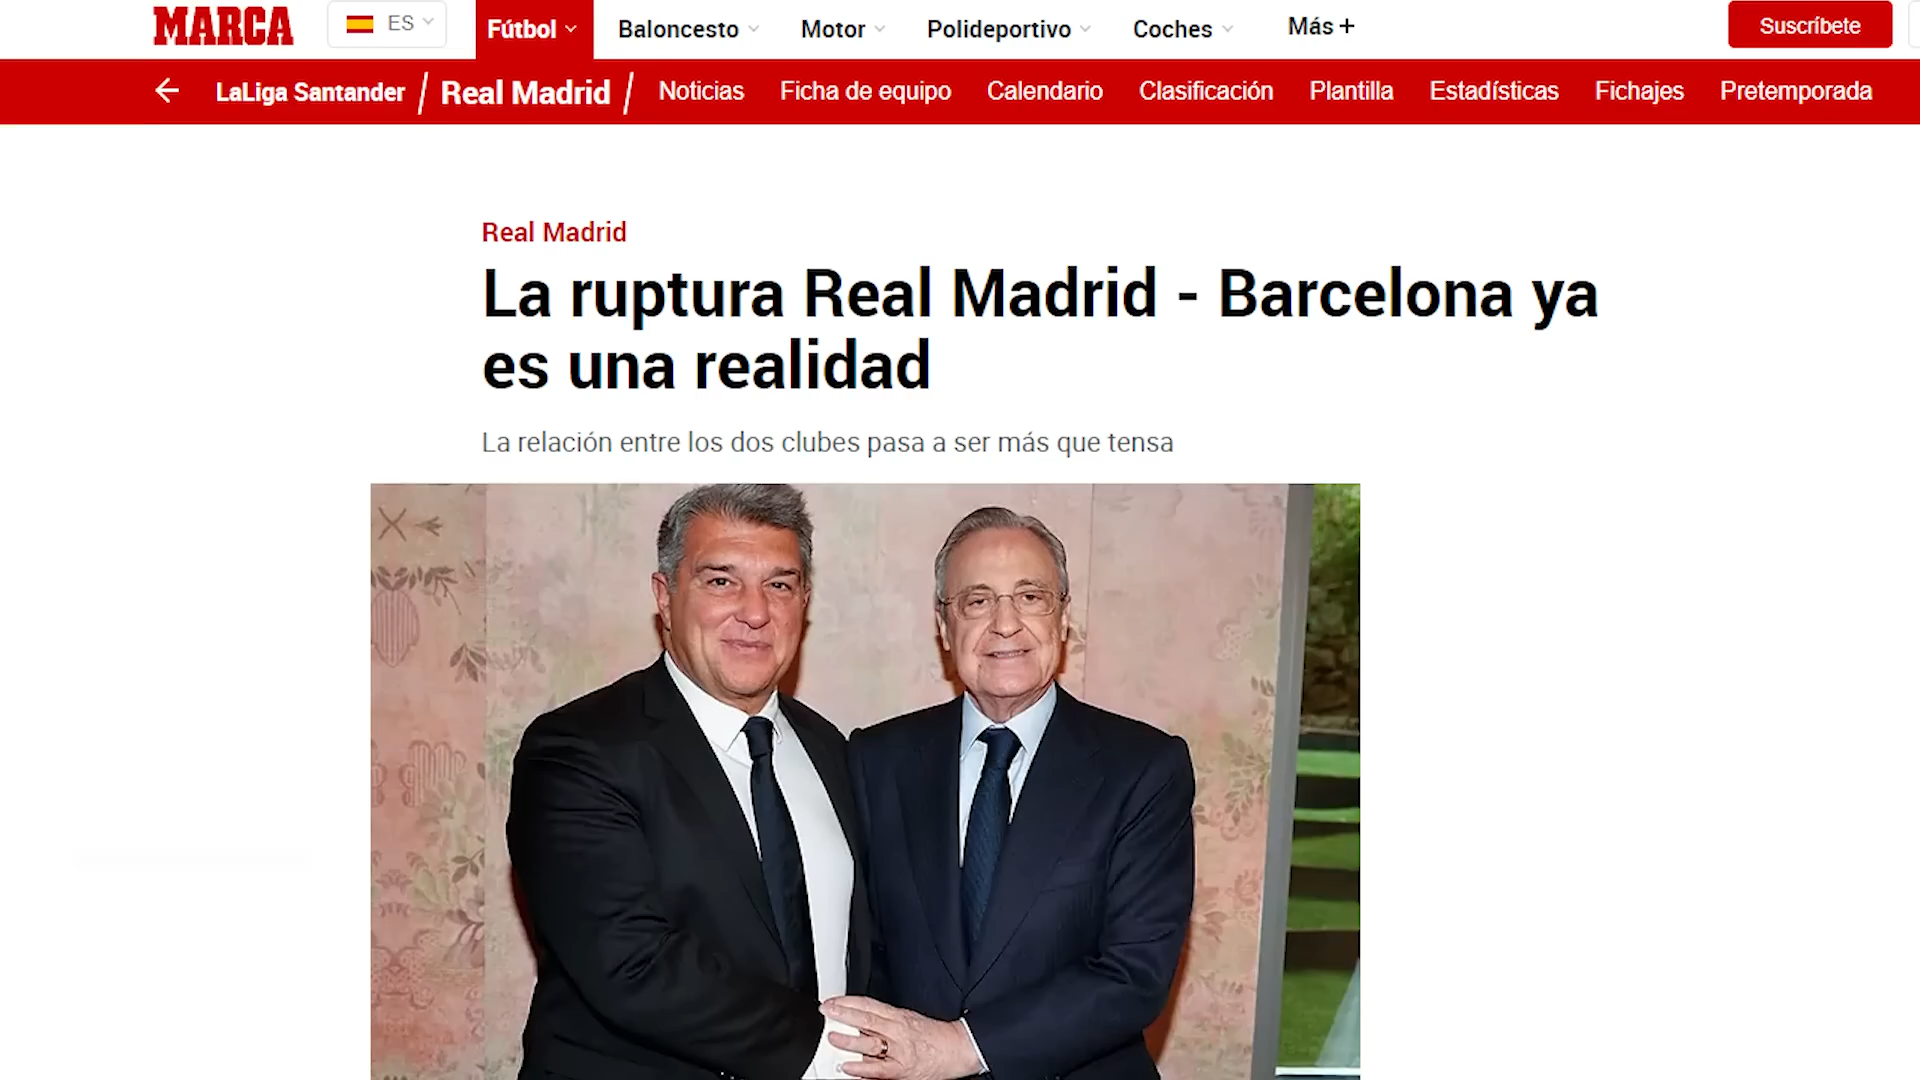 MARCA
ES
Fútbol
Baloncesto
Motor
Polideportivo
Coches
Más +
Suscríbete
LaLiga Santander / Real Madrid /
Noticias
Ficha de equipo
Calendario
Clasificación
Plantilla
Estadísticas
Fichajes
Pretemporada
Real Madrid
La ruptura Real Madrid - Barcelona ya
es una realidad
La relación entre los dos clubes pasa a ser más que tensa